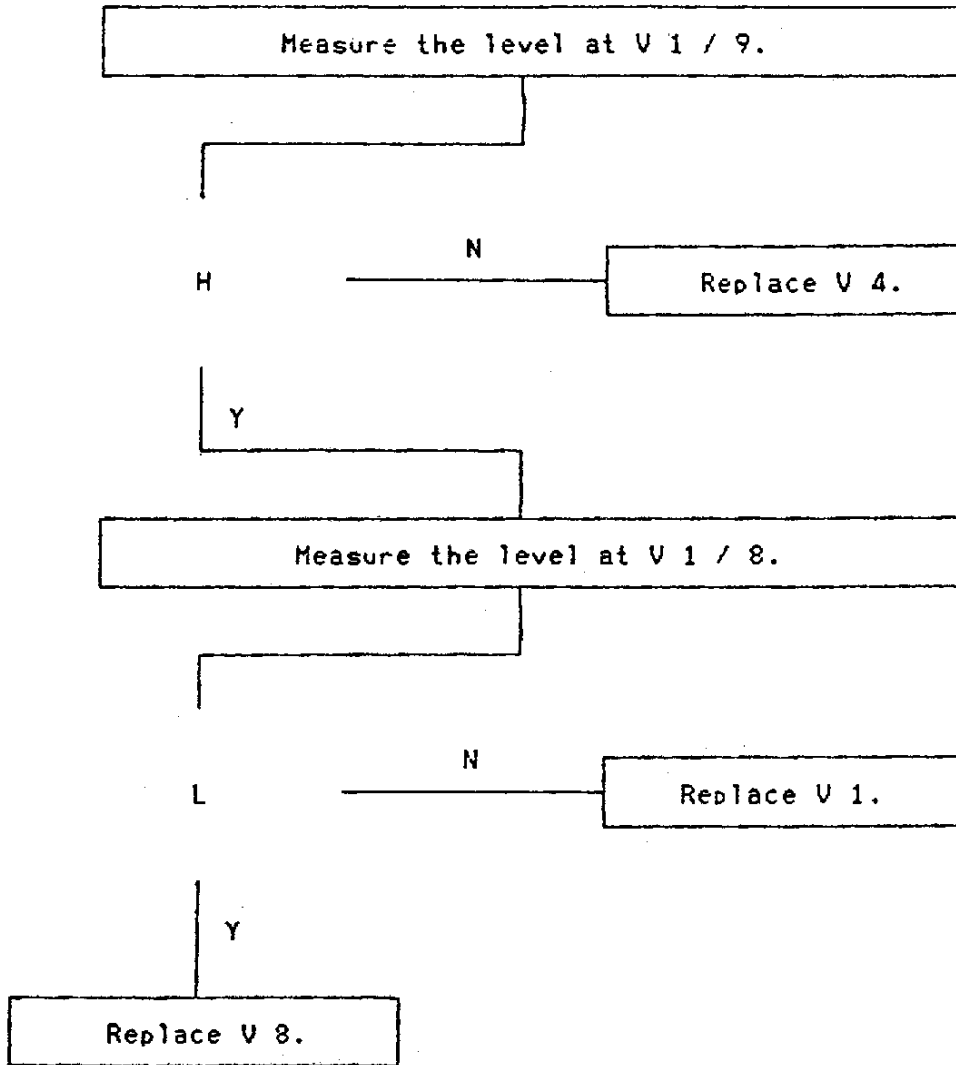 Measure the level at V 1 / 9.
N
H
Replace V 4.
Y
Measure the level at V 1 / 8.
N
L
Replace V 1.
Y
Replace V 8.